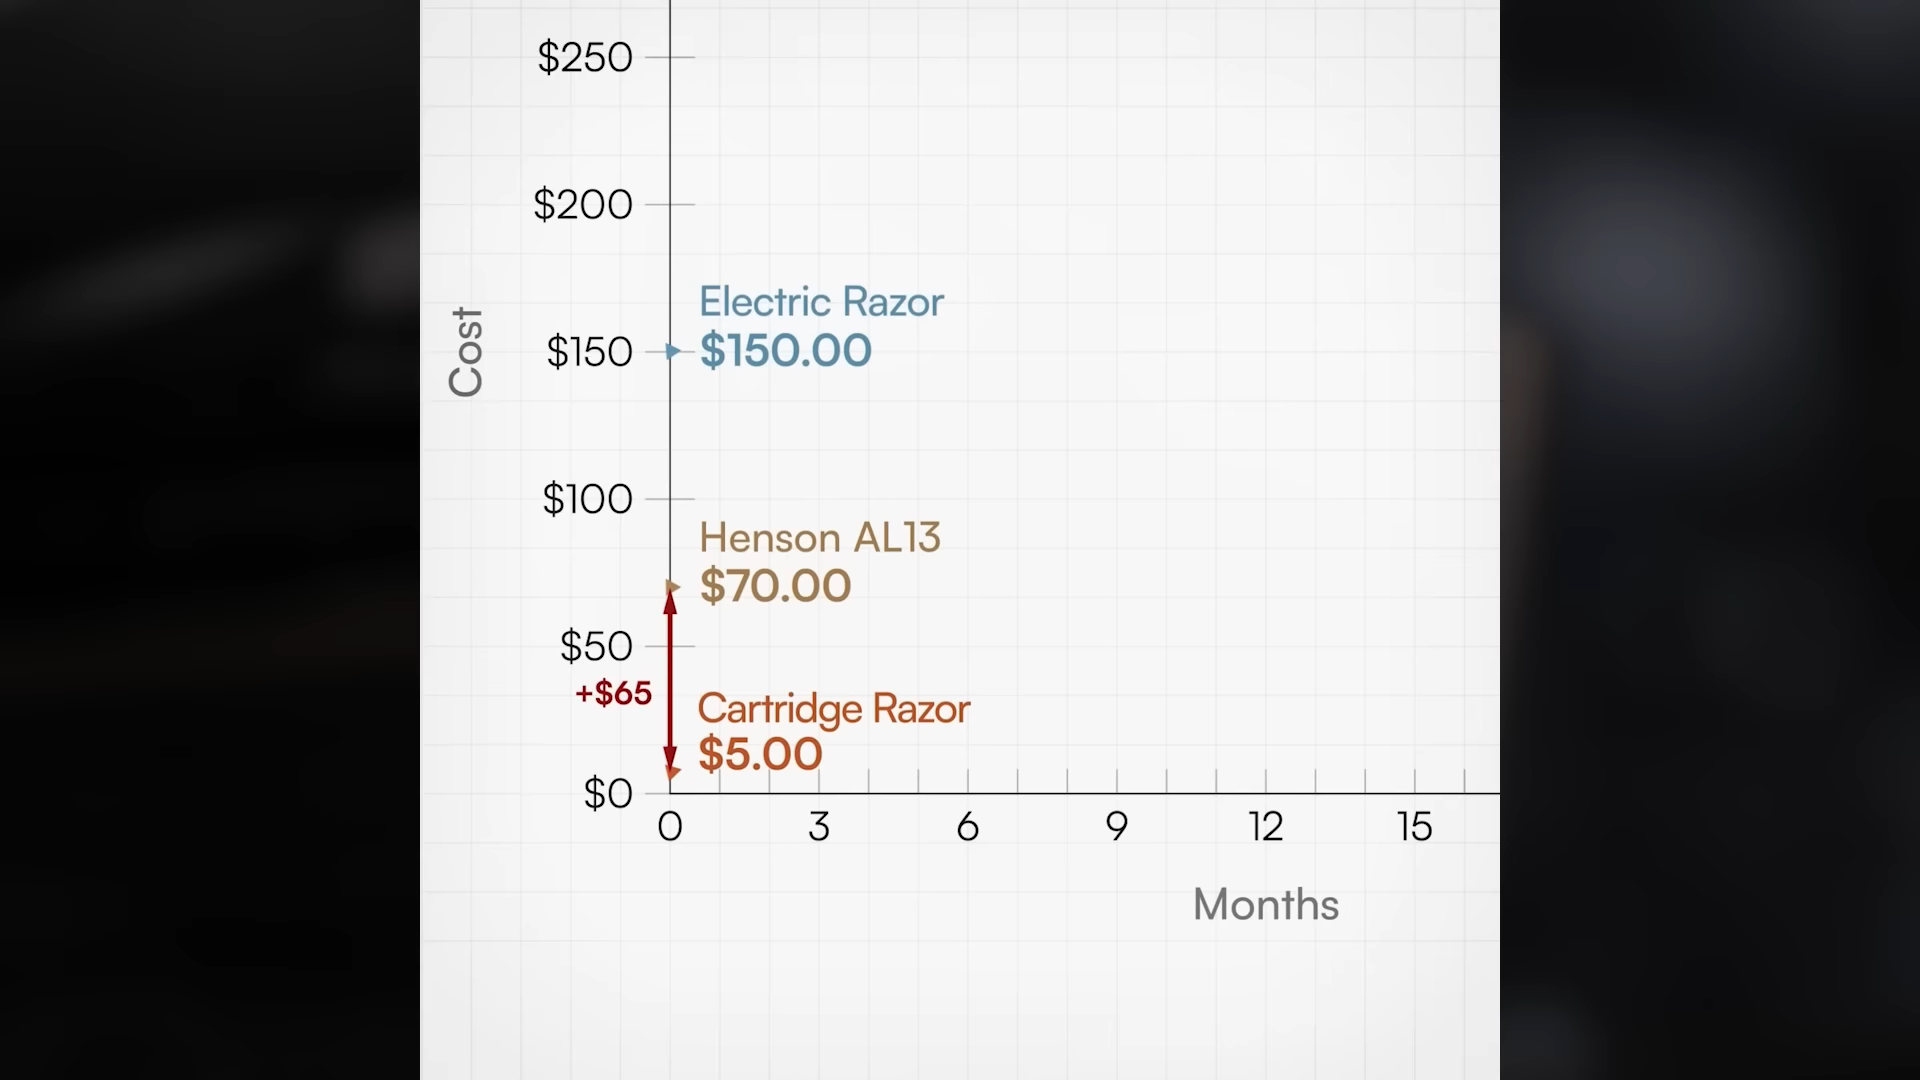 $250
$200
Electric Razor
$150.00
$150
Cost
$100
Henson AL13
$70.00
$50
+$65
Cartridge Razor
$5.00
$0
0 3 6 9 12 15
Months